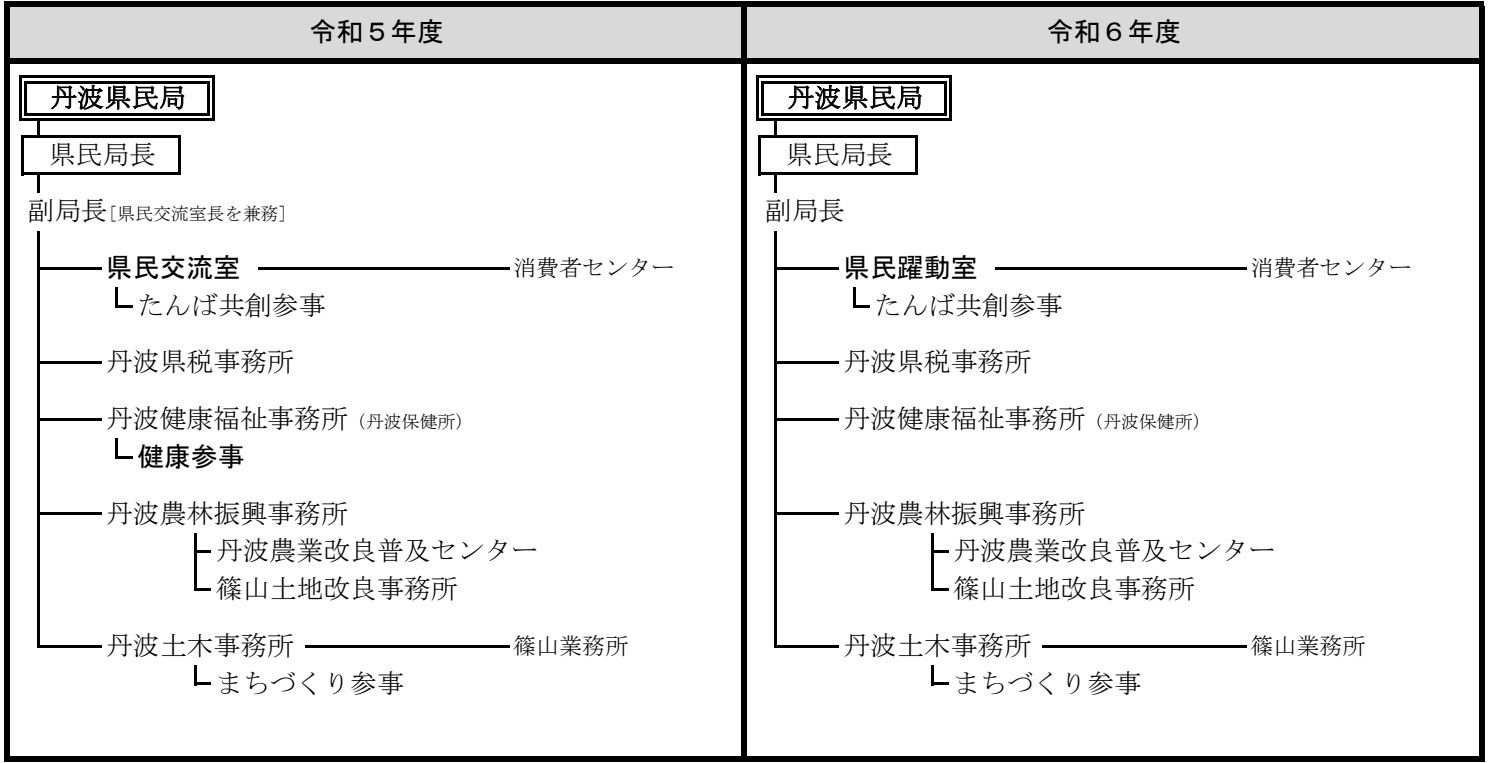 令和５年度
丹波県民局
県民局長
副局長[県民交流室長を兼務]
県民交流室 消費者センター
たんば共創参事
丹波県税事務所
丹波健康福祉事務所（丹波保健所）
健康参事
丹波農林振興事務所
丹波農業改良普及センター
篠山土地改良事務所
丹波土木事務所 篠山業務所
まちづくり参事
令和６年度
丹波県民局
県民局長
副局長
県民躍動室 消費者センター
たんば共創参事
丹波県税事務所
丹波健康福祉事務所（丹波保健所）
丹波農林振興事務所
丹波農業改良普及センター
篠山土地改良事務所
丹波土木事務所 篠山業務所
まちづくり参事